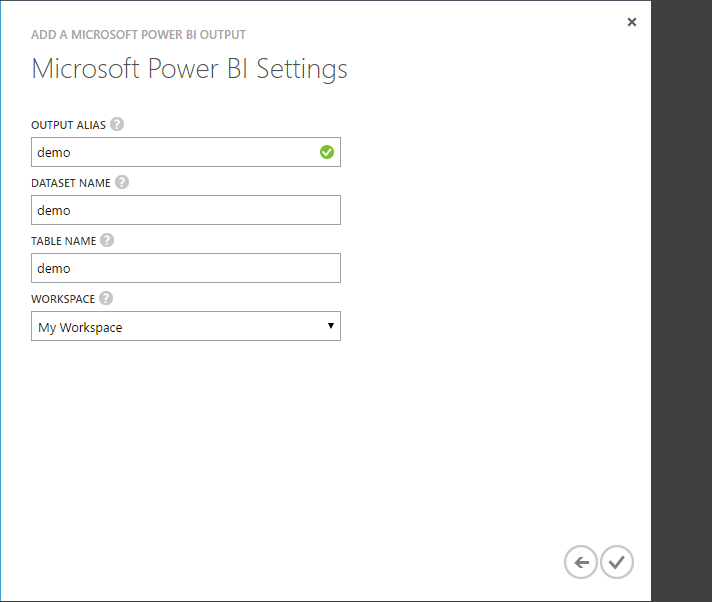 ADD A MICROSOFT POWER BI OUTPUT
Microsoft Power BI Settings
OUTPUT ALIAS ?
demo
DATASET NAME ?
demo
TABLE NAME ?
demo
WORKSPACE ?
My Workspace